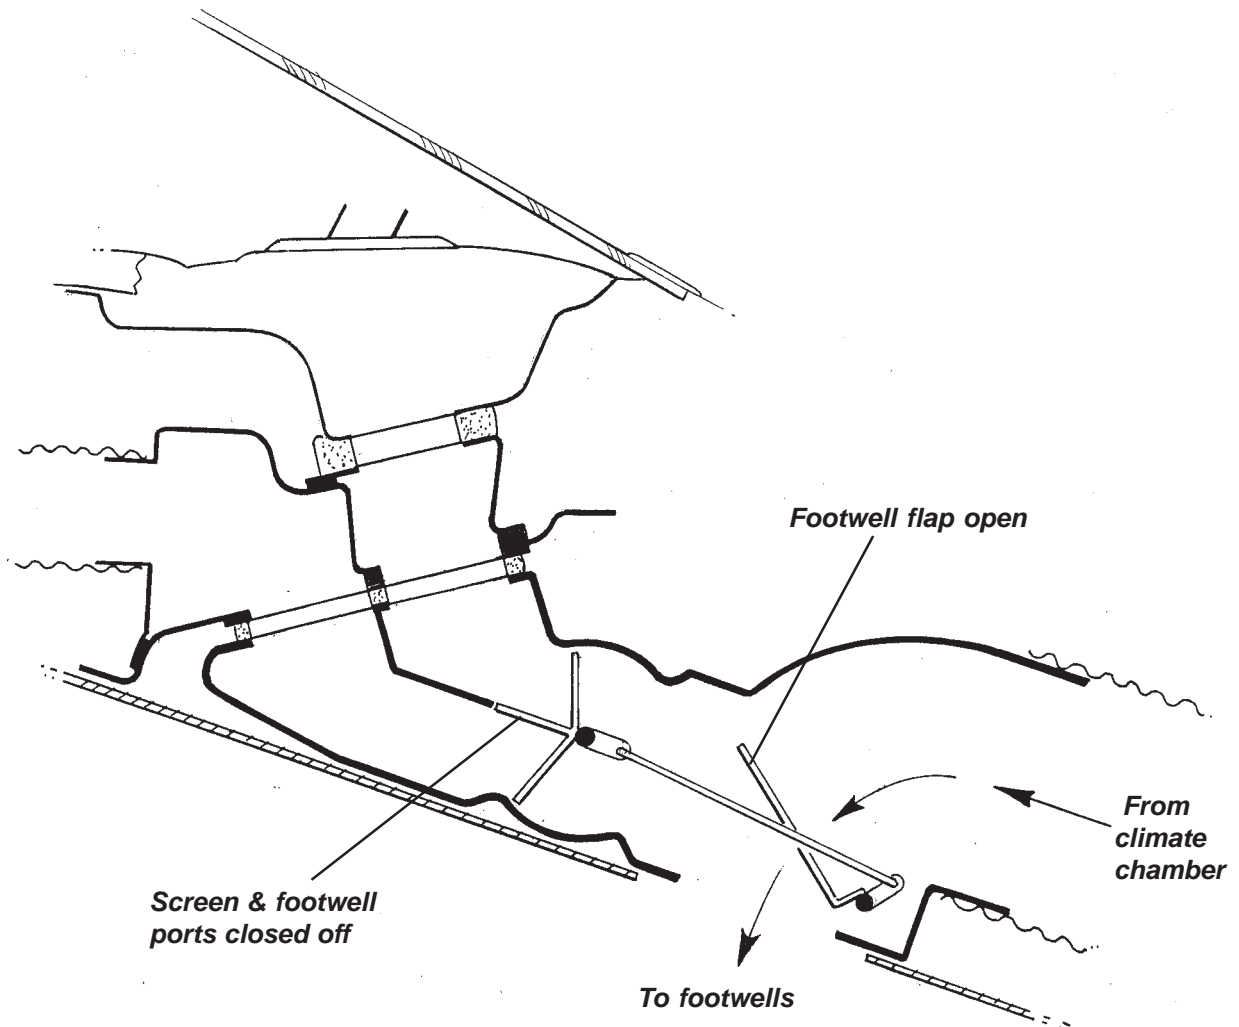 Footwell flap open
From
climate
chamber
Screen & footwell
ports closed off
To footwells